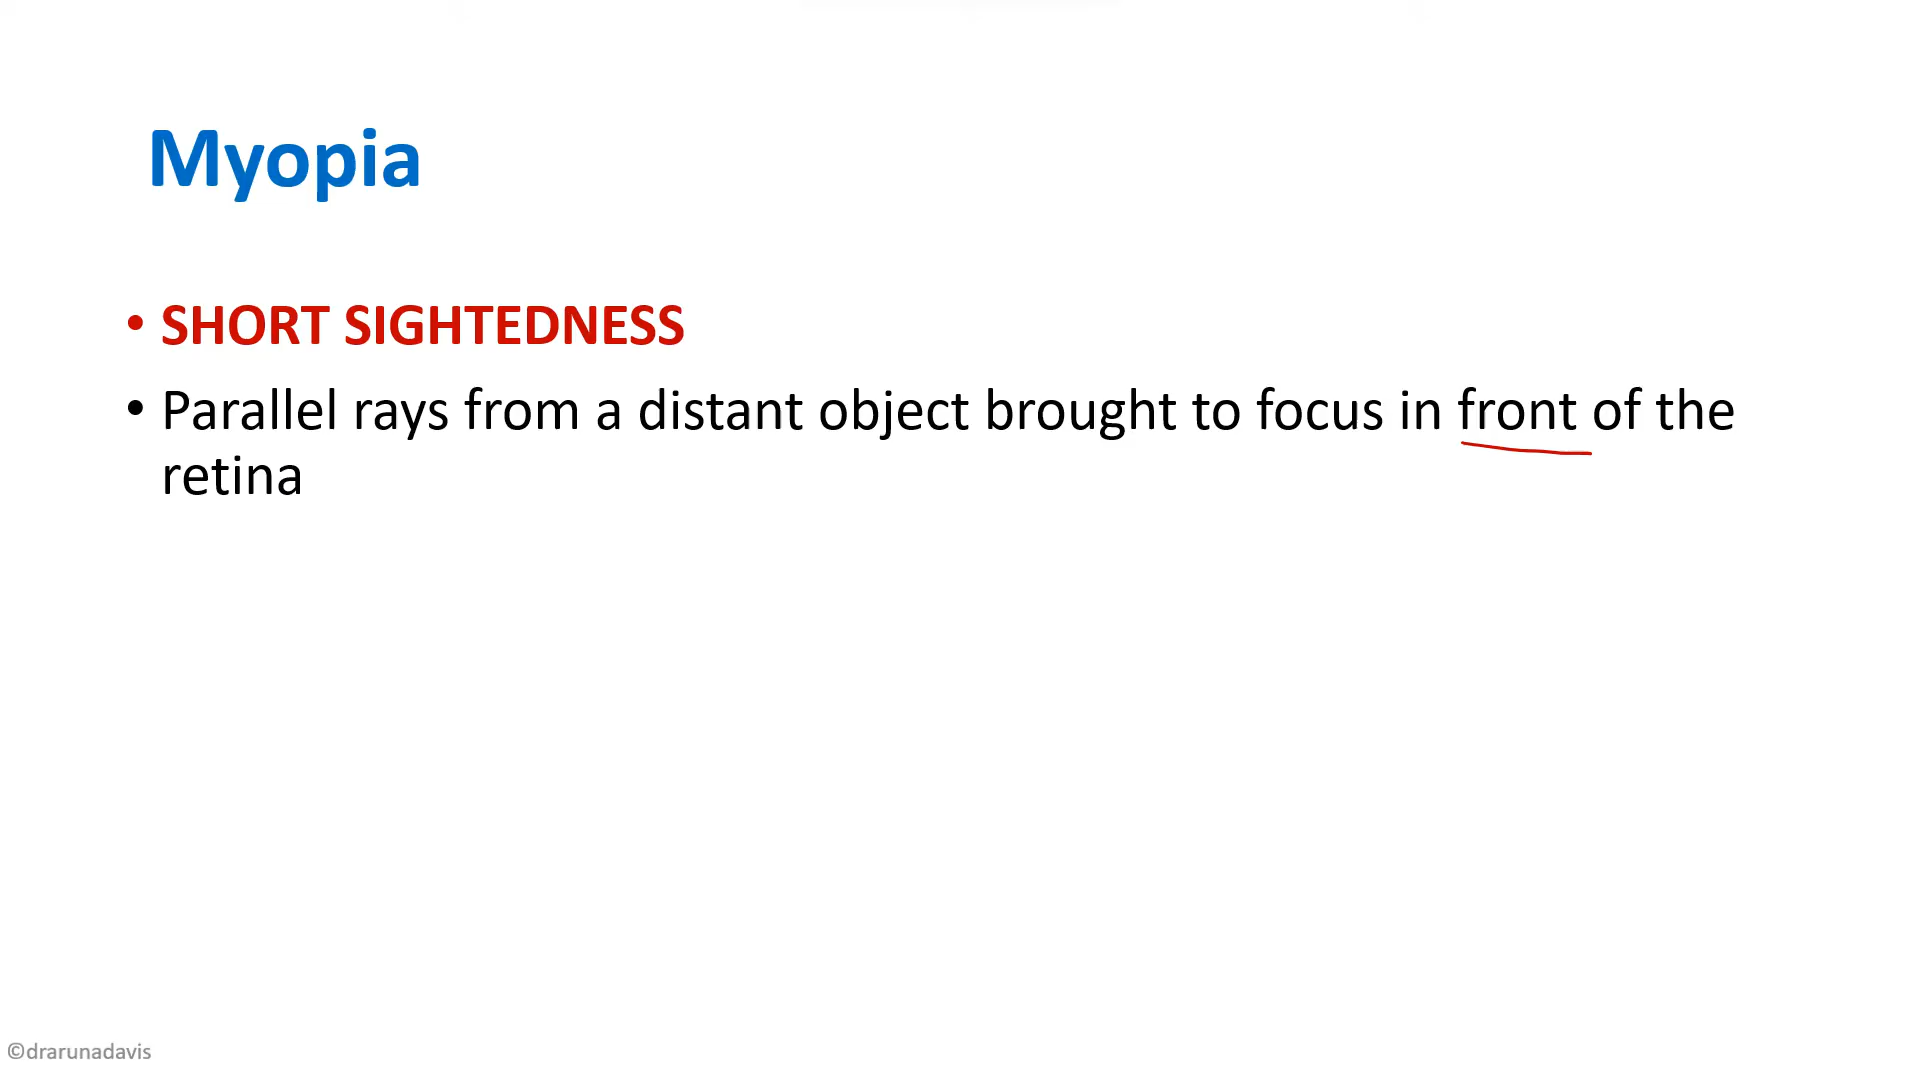 Myopia
• SHORT SIGHTEDNESS
• Parallel rays from a distant object brought to focus in front of the
retina
©drarunadavis